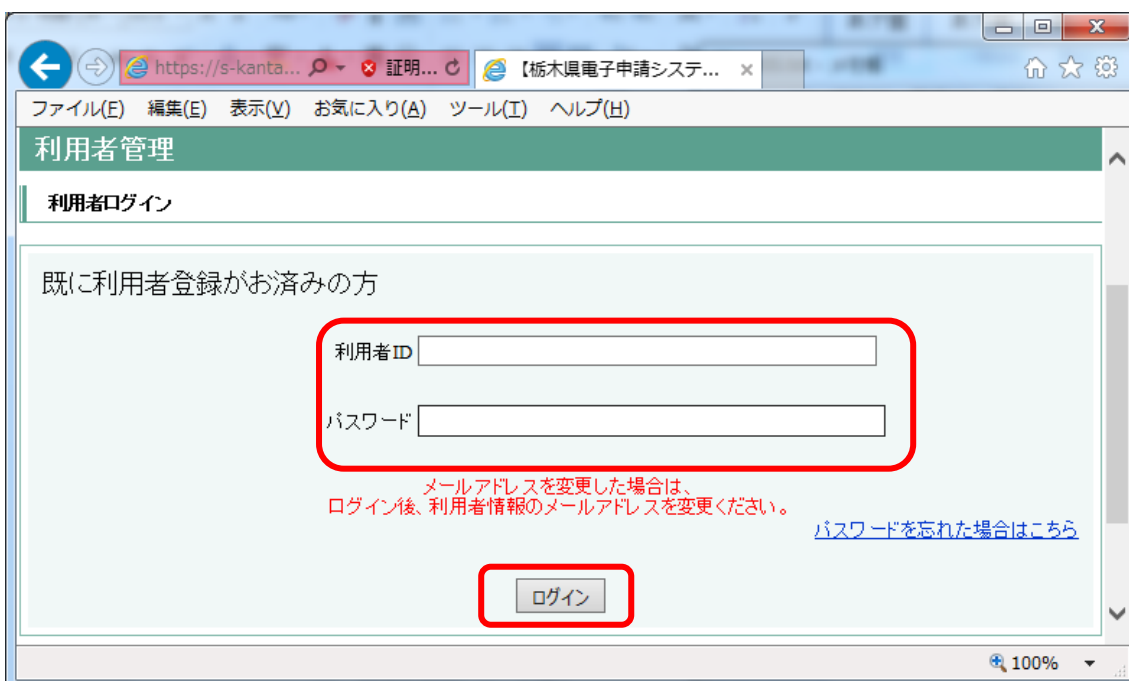 https://s-kanta... 証明... 【栃木県電子申請システ...
ファイル(F) 編集(E) 表示(V) お気に入り(A) ツール(T) ヘルプ(H)
利用者管理
利用者ログイン
既に利用者登録がお済みの方
利用者ID
パスワード
メールアドレスを変更した場合は、
ログイン後、利用者情報のメールアドレスを変更ください。
パスワードを忘れた場合はこちら
ログイン
100%